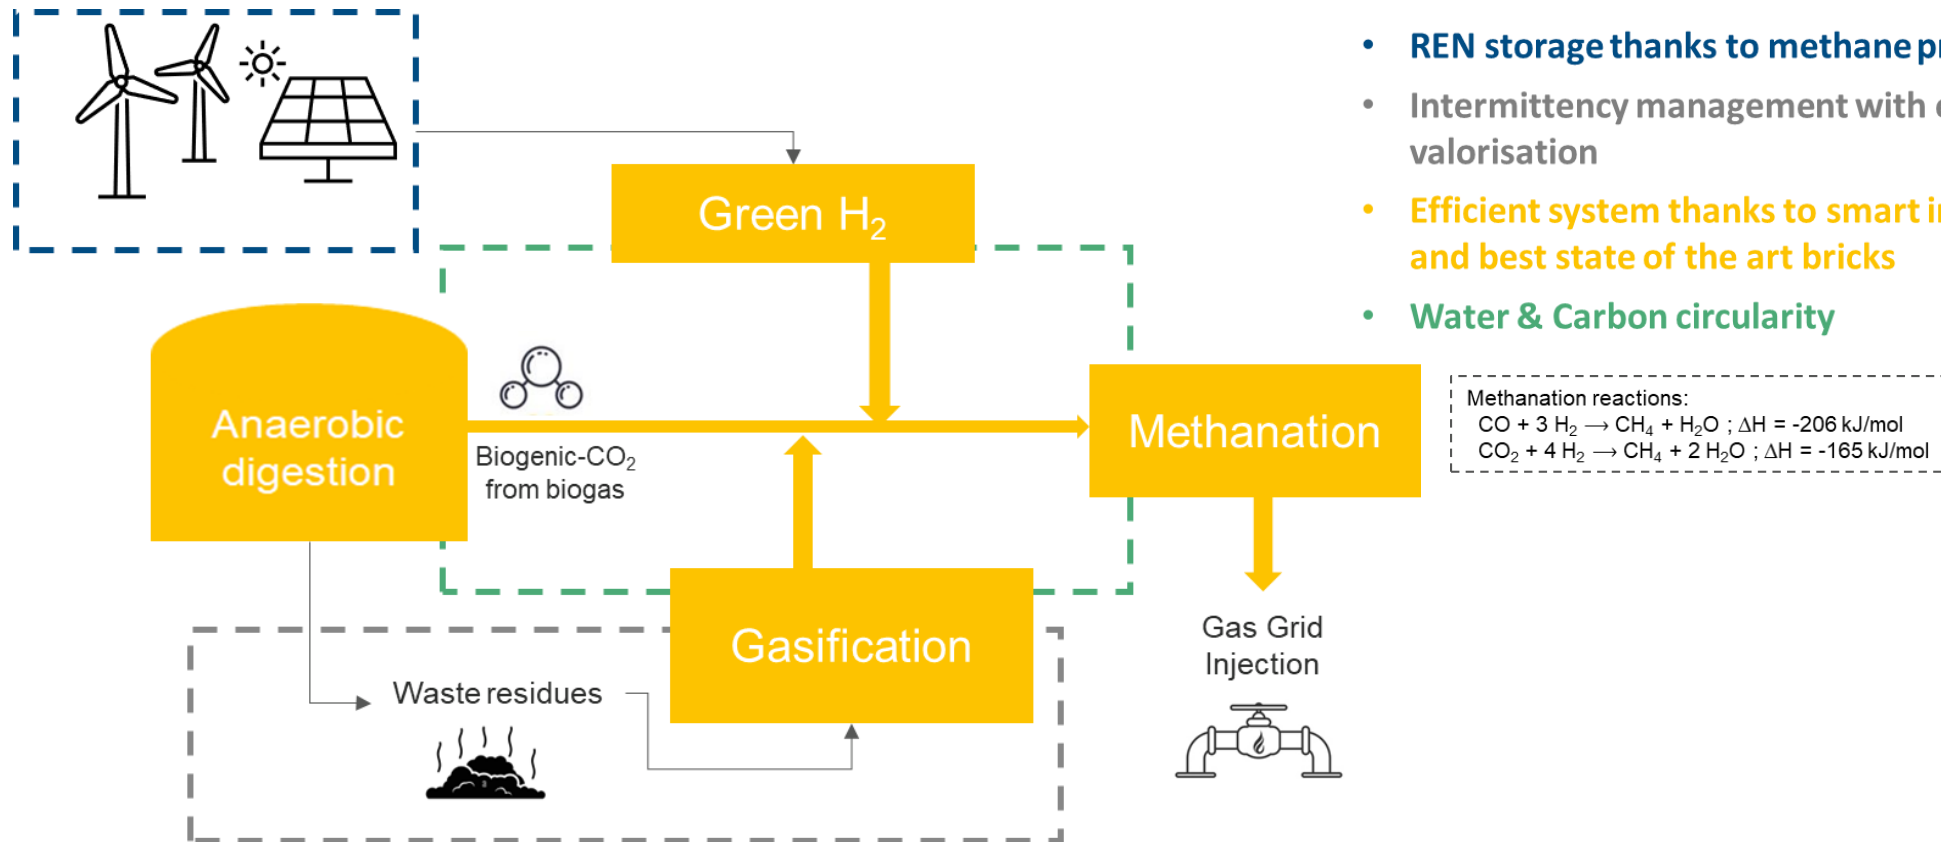 • REN storage thanks to methane
• Intermittency management with
valorisation
• Efficient system thanks to smart
and best state of the art bricks
• Water & Carbon circularity
Green H₂
Anaerobic
digestion
Biogenic-CO₂
from biogas
Methanation
Methanation reactions:
CO + 3 H₂ → CH₄ + H₂O ; ΔH = -206 kJ/mol
CO₂ + 4 H₂ → CH₄ + 2 H₂O ; ΔH = -165 kJ/mol
Gasification
Waste residues
Gas Grid
Injection